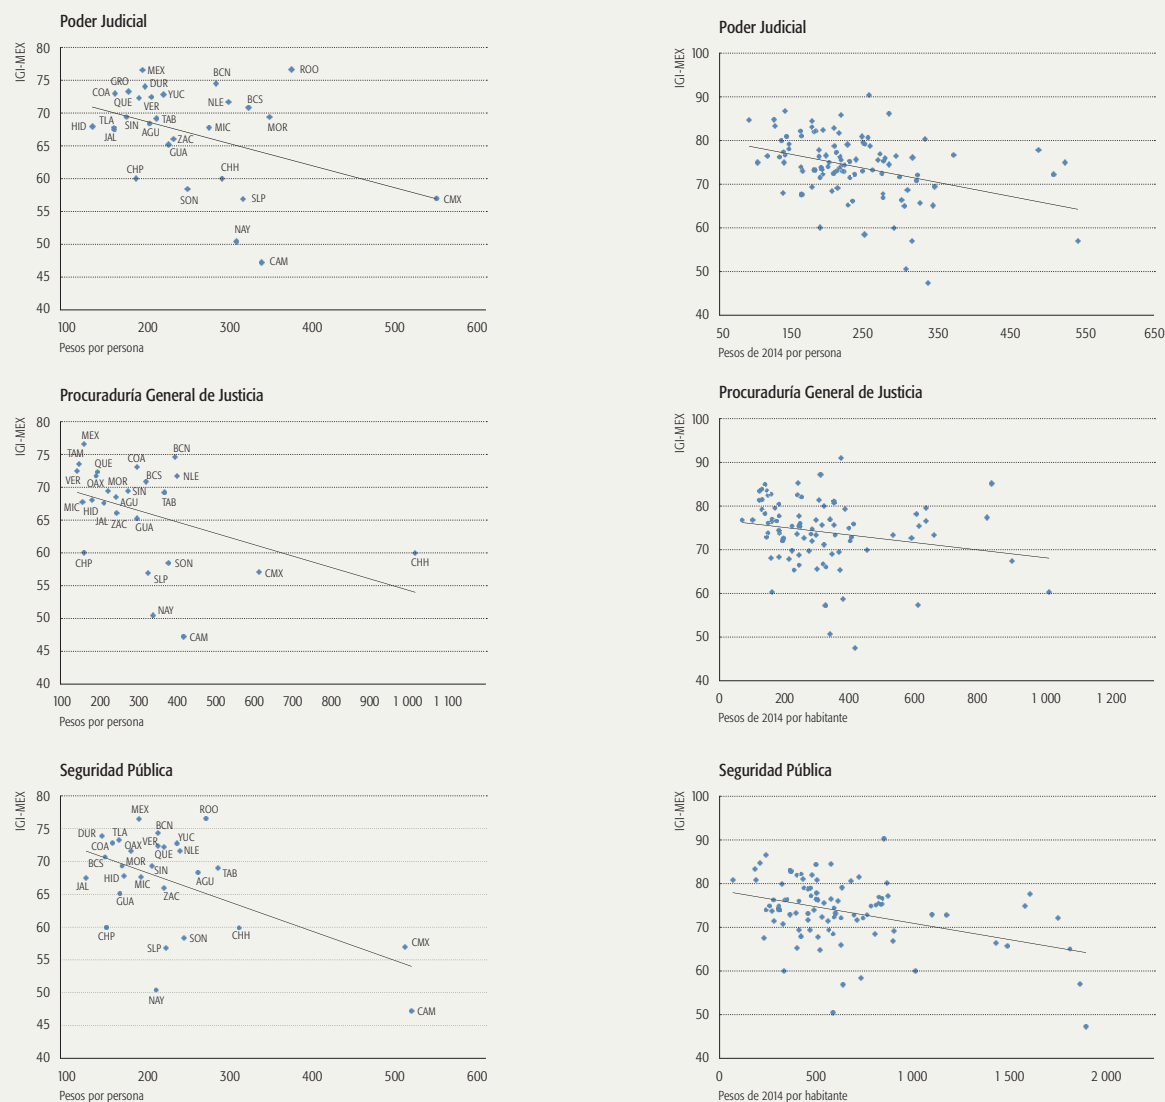 Poder Judicial
IGI-MEX
80
75
70
65
60
55
50
45
40
MEX
ROO
BCN
GRO
DUR
COA
YUC
QUE
VER
NLE
BCS
HID
TLA
SIN
TAB
AGU
MIC
MOR
JAL
ZAC
GUA
CHP
CHH
SON
SLP
CMX
NAY
CAM
100 200 300 400 500 600
Pesos por persona
Poder Judicial
IGI-MEX
100
90
80
70
60
50
40
50 150 250 350 450 550 650
Pesos de 2014 por persona
Procuraduría General de Justicia
IGI-MEX
80
75
70
65
60
55
50
45
40
MEX
TAM
BCN
QUE
COA
VER
OAX
MOR
BCS
NLE
SIN
MIC
HID
AGU
TAB
JAL
ZAC
GUA
CHP
SON
CHH
SLP
CMX
NAY
CAM
100 200 300 400 500 600 700 800 900 1 000 1 100
Pesos por persona
Procuraduría General de Justicia
IGI-MEX
100
90
80
70
60
50
40
0 200 400 600 800 1 000 1 200
Pesos de 2014 por habitante
Seguridad Pública
IGI-MEX
80
75
70
65
60
55
50
45
40
MEX
ROO
BCN
DUR
TLA
YUC
COA
OAX
VER
QUE
NLE
BCS
MOR
SIN
JAL
HID
MIC
AGU
TAB
GUA
ZAC
CHP
SLP
SON
CHH
CMX
NAY
CAM
100 200 300 400 500 600
Pesos por persona
Seguridad Pública
IGI-MEX
100
90
80
70
60
50
40
0 500 1 000 1 500 2 000
Pesos de 2014 por habitante